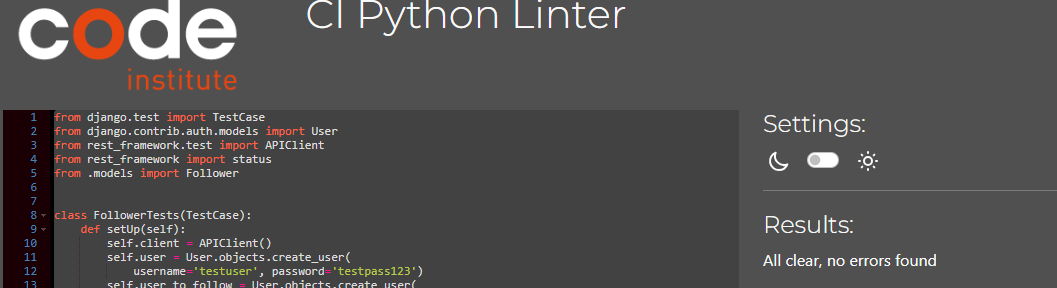 code
institute
CI Python Linter
1 from django.test import TestCase
2 from django.contrib.auth.models import User
3 from rest_framework.test import APIClient
4 from rest_framework import status
5 from .models import Follower
6
7
8 class FollowerTests(TestCase):
9 def setUp(self):
10 self.client = APIClient()
11 self.user = User.objects.create_user(
12 username='testuser', password='testpass123')
13 self.user_to_follow = User.objects.create_user(
Settings:
Results:
All clear, no errors found